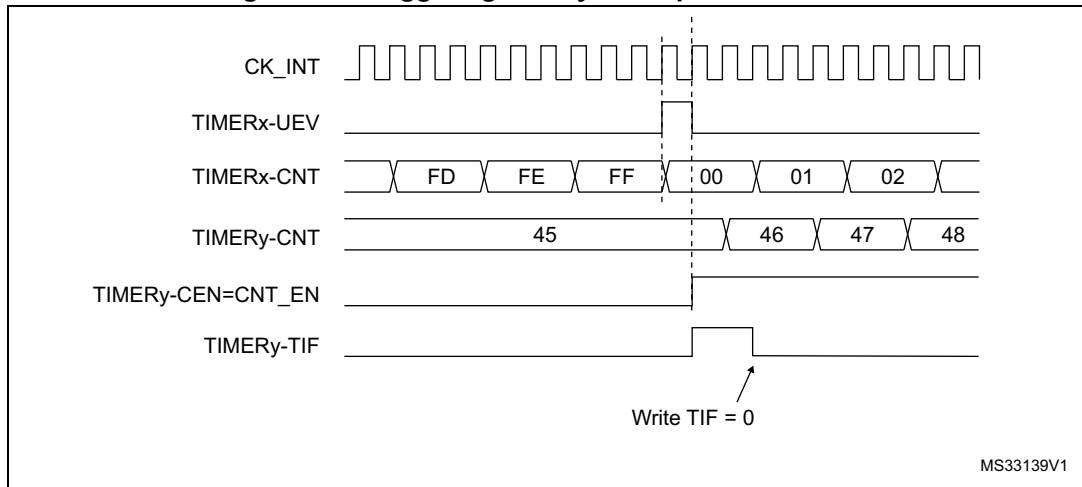 CK_INT
TIMERx-UEV
TIMERx-CNT FD FE FF 00 01 02
TIMERy-CNT 45 46 47 48
TIMERy-CEN=CNT_EN
TIMERy-TIF
Write TIF = 0
MS33139V1